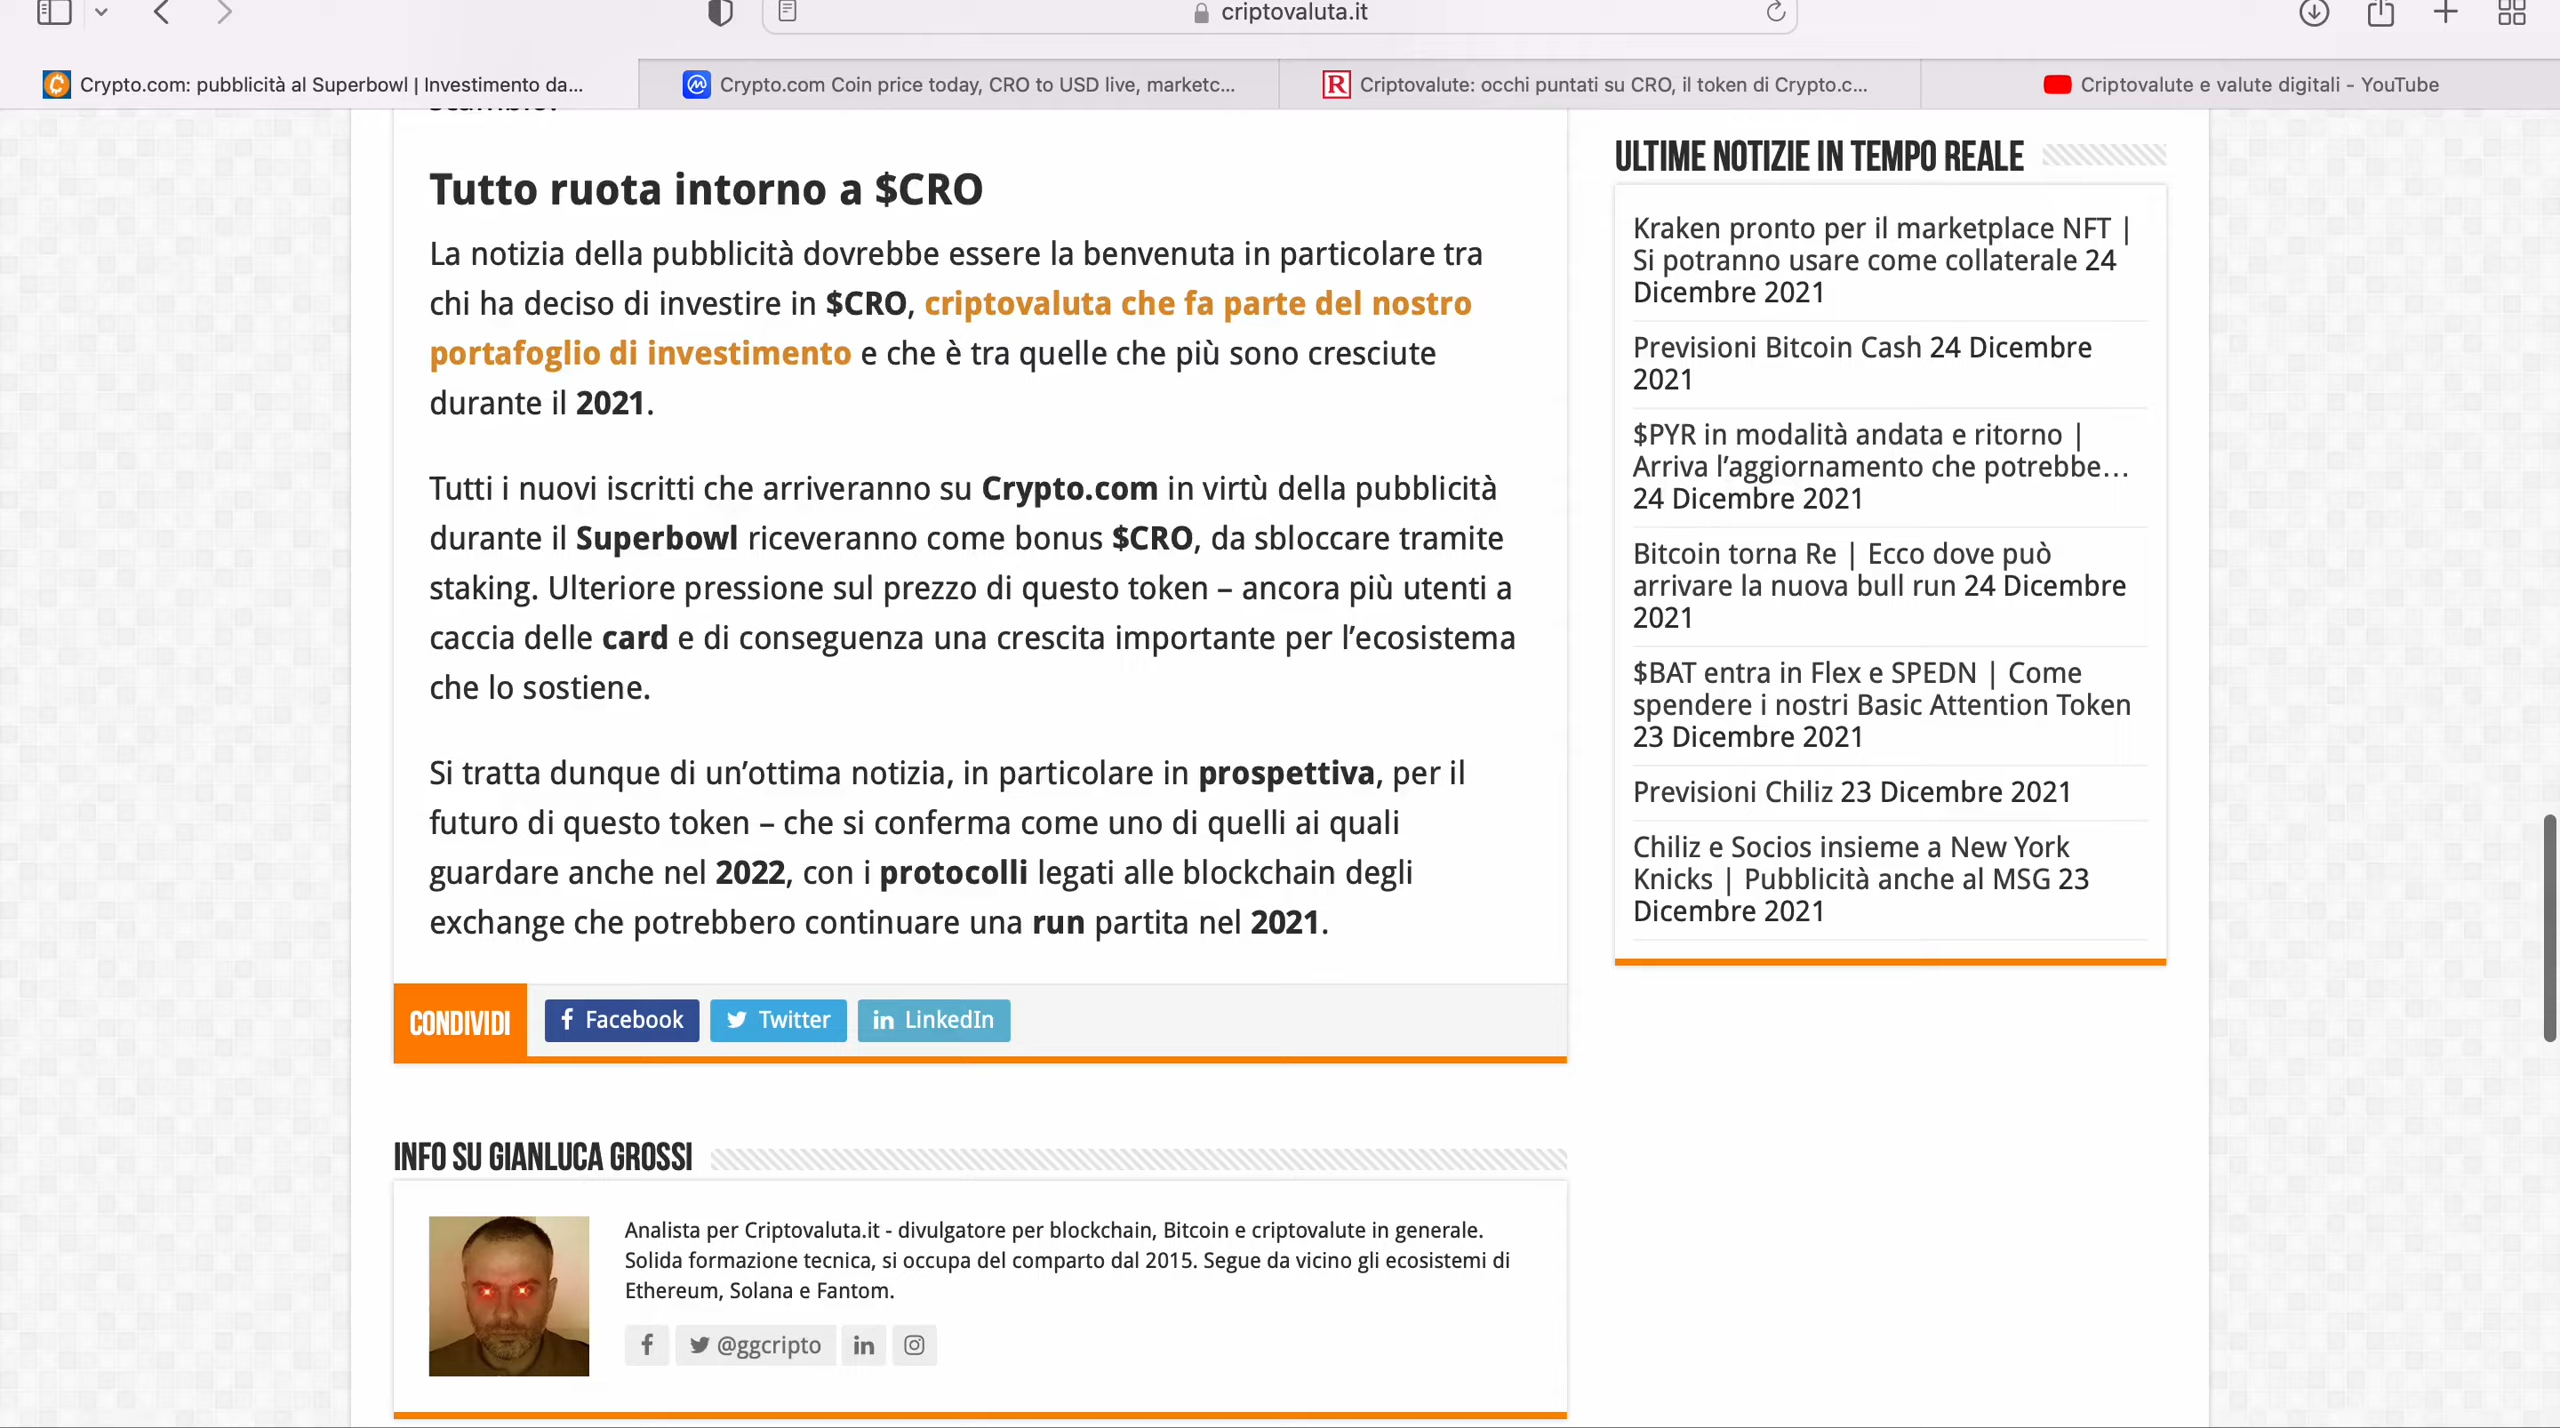 criptovaluta.it
Crypto.com: pubblicità al Superbowl | Investimento da...
Crypto.com Coin price today, CRO to USD live, marketc...
Criptovalute: occhi puntati su CRO, il token di Crypto.c...
Criptovalute e valute digitali - YouTube
Tutto ruota intorno a $CRO
La notizia della pubblicità dovrebbe essere la benvenuta in particolare tra
chi ha deciso di investire in $CRO, criptovaluta che fa parte del nostro
portafoglio di investimento e che è tra quelle che più sono cresciute
durante il 2021.
Tutti i nuovi iscritti che arriveranno su Crypto.com in virtù della pubblicità
durante il Superbowl riceveranno come bonus $CRO, da sbloccare tramite
staking. Ulteriore pressione sul prezzo di questo token – ancora più utenti a
caccia delle card e di conseguenza una crescita importante per l’ecosistema
che lo sostiene.
Si tratta dunque di un’ottima notizia, in particolare in prospettiva, per il
futuro di questo token – che si conferma come uno di quelli ai quali
guardare anche nel 2022, con i protocolli legati alle blockchain degli
exchange che potrebbero continuare una run partita nel 2021.
CONDIVIDI
Facebook
Twitter
LinkedIn
INFO SU GIANLUCA GROSSI
Analista per Criptovaluta.it - divulgatore per blockchain, Bitcoin e criptovalute in generale.
Solida formazione tecnica, si occupa del comparto dal 2015. Segue da vicino gli ecosistemi di
Ethereum, Solana e Fantom.
@ggcripto
ULTIME NOTIZIE IN TEMPO REALE
Kraken pronto per il marketplace NFT |
Si potranno usare come collaterale 24
Dicembre 2021
Previsioni Bitcoin Cash 24 Dicembre
2021
$PYR in modalità andata e ritorno |
Arriva l’aggiornamento che potrebbe…
24 Dicembre 2021
Bitcoin torna Re | Ecco dove può
arrivare la nuova bull run 24 Dicembre
2021
$BAT entra in Flex e SPEDN | Come
spendere i nostri Basic Attention Token
23 Dicembre 2021
Previsioni Chiliz 23 Dicembre 2021
Chiliz e Socios insieme a New York
Knicks | Pubblicità anche al MSG 23
Dicembre 2021